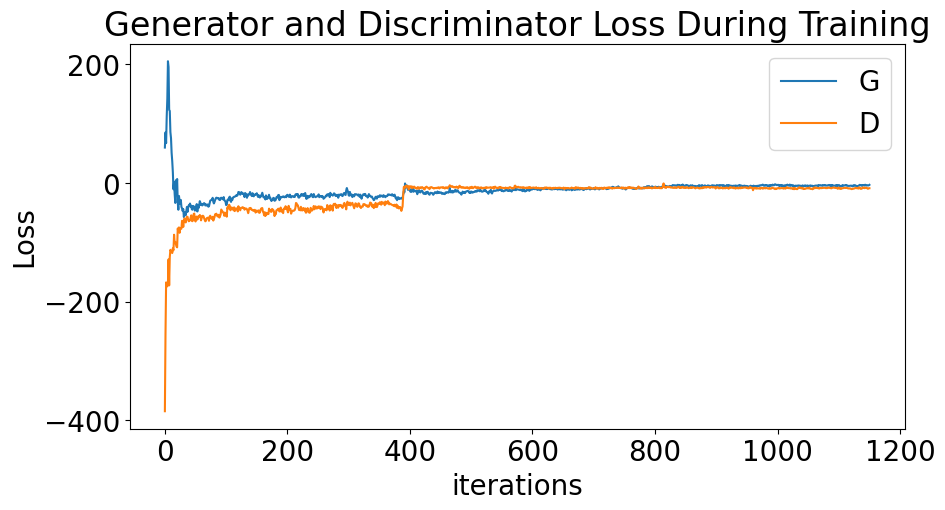 Generator and Discriminator Loss During Training
G
D
200
0
−200
−400
Loss
0 200 400 600 800 1000 1200
iterations